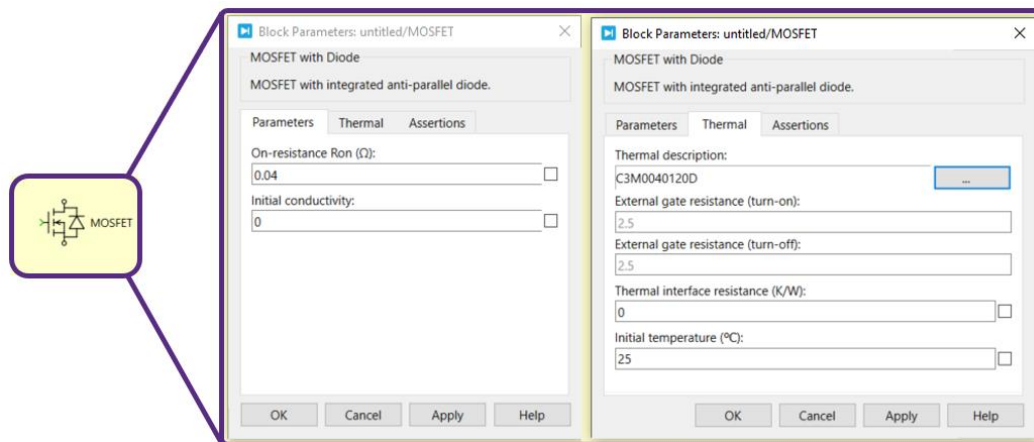 MOSFET
Block Parameters: untitled/MOSFET
MOSFET with Diode
MOSFET with integrated anti-parallel diode.
Parameters Thermal Assertions
On-resistance Ron (Ω):
0.04
Initial conductivity:
0
OK Cancel Apply Help
Block Parameters: untitled/MOSFET
MOSFET with Diode
MOSFET with integrated anti-parallel diode.
Parameters Thermal Assertions
Thermal description:
C3M0040120D ...
External gate resistance (turn-on):
2.5
External gate resistance (turn-off):
2.5
Thermal interface resistance (K/W):
0
Initial temperature (ºC):
25
OK Cancel Apply Help